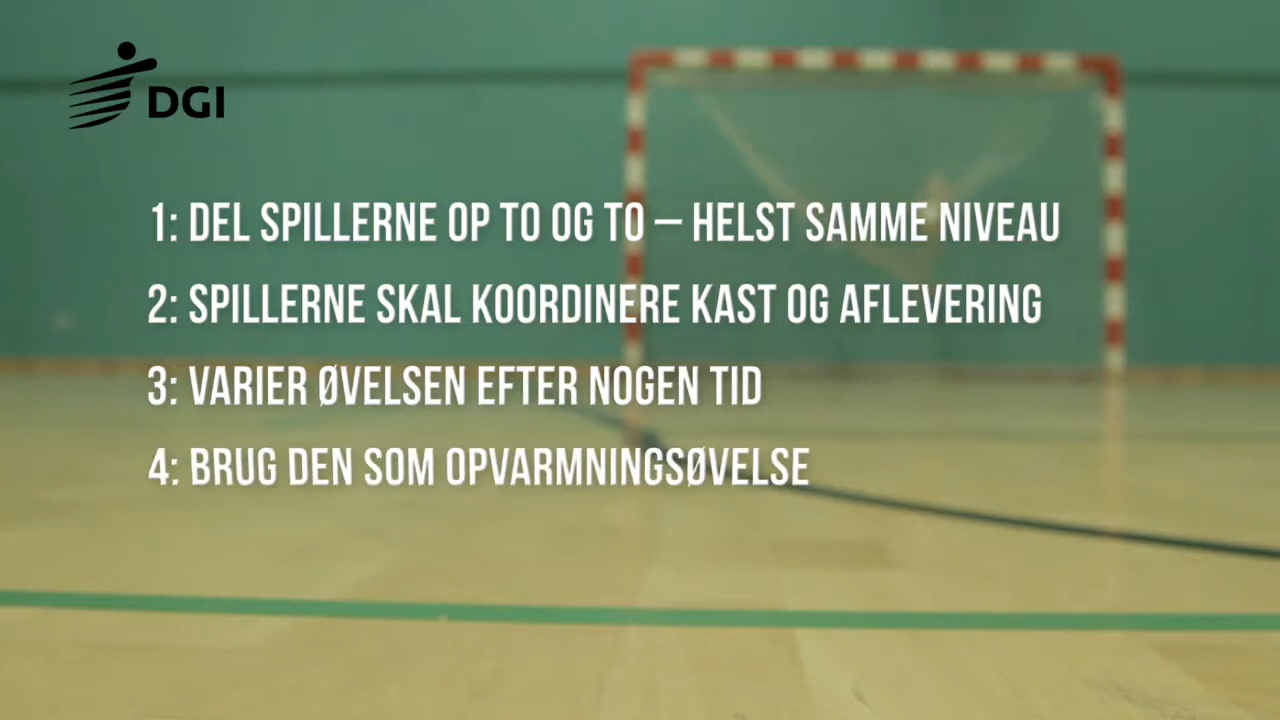 DGI
1: DEL SPILLERNE OP TO OG TO – HELST SAMME NIVEAU
2: SPILLERNE SKAL KOORDINERE KAST OG AFLEVERING
3: VARIER ØVELSEN EFTER NOGEN TID
4: BRUG DEN SOM OPVARMNINGSØVELSE